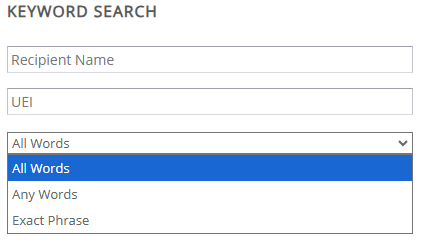 KEYWORD SEARCH
Recipient Name
UEI
All Words
All Words
Any Words
Exact Phrase